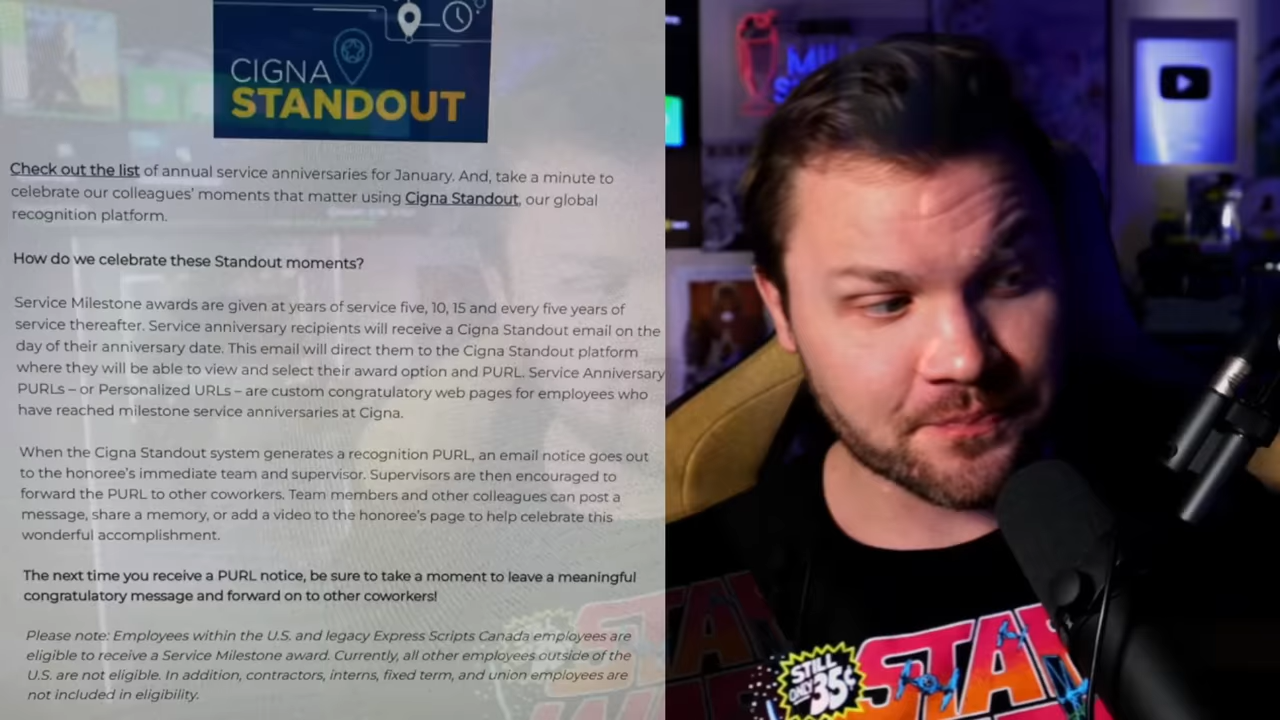 CIGNA
STANDOUT
Check out the list of annual service anniversaries for January. And, take a minute to
celebrate our colleagues' moments that matter using Cigna Standout, our global
recognition platform.
How do we celebrate these Standout moments?
Service Milestone awards are given at years of service five, 10, 15 and every five years of
service thereafter. Service anniversary recipients will receive a Cigna Standout email on the
day of their anniversary date. This email will direct them to the Cigna Standout platform
where they will be able to view and select their award option and PURL. Service Anniversary
PURLs – or Personalized URLs – are custom congratulatory web pages for employees who
have reached milestone service anniversaries at Cigna.
When the Cigna Standout system generates a recognition PURL, an email notice goes out
to the honoree's immediate team and supervisor. Supervisors are then encouraged to
forward the PURL to other coworkers. Team members and other colleagues can post a
message, share a memory, or add a video to the honoree's page to help celebrate this
wonderful accomplishment.
The next time you receive a PURL notice, be sure to take a moment to leave a meaningful
congratulatory message and forward on to other coworkers!
Please note: Employees within the U.S. and legacy Express Scripts Canada employees are
eligible to receive a Service Milestone award. Currently, all other employees outside of the
U.S. are not eligible. In addition, contractors, interns, fixed term, and union employees are
not included in eligibility.
STILL
ONLY
35¢
STAR